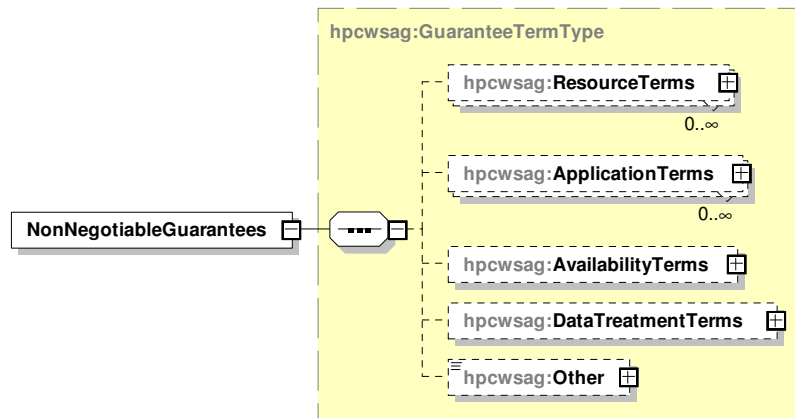 hpcwsag:GuaranteeTermType
hpcwsag:ResourceTerms
0..∞
hpcwsag:ApplicationTerms
0..∞
NonNegotiableGuarantees
hpcwsag:AvailabilityTerms
hpcwsag:DataTreatmentTerms
hpcwsag:Other